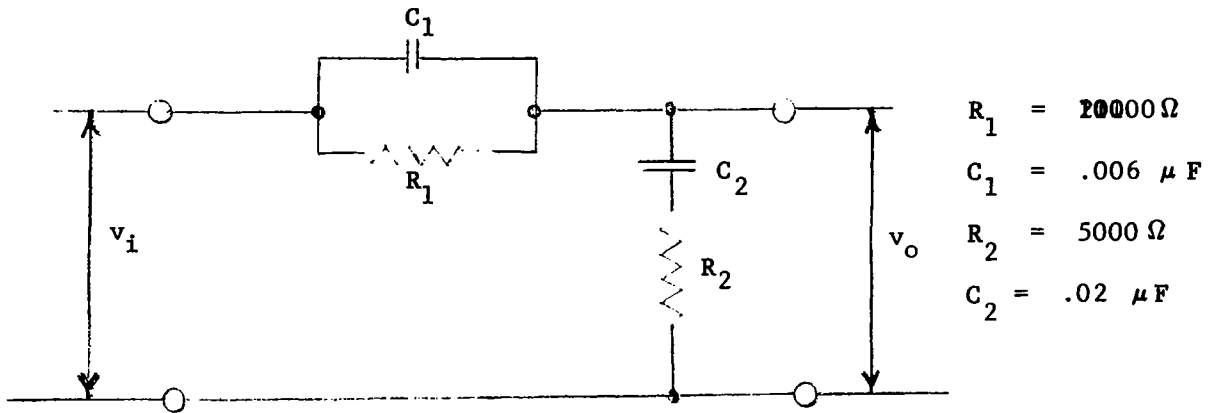 C1
R1
C2
R2
vi
vo
R1 = Ω
C1 = .006 μF
R2 = 5000 Ω
C2 = .02 μF